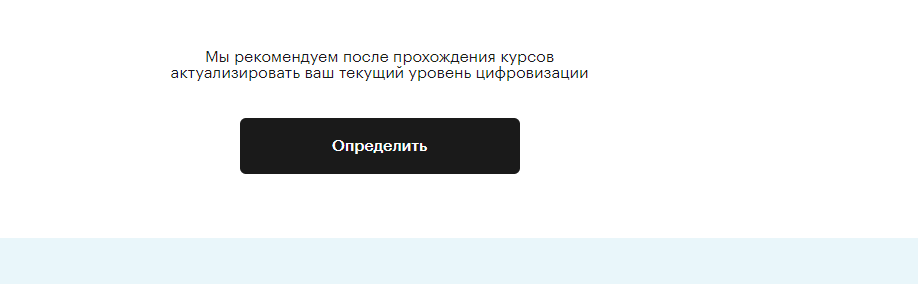 Мы рекомендуем после прохождения курсов
актуализировать ваш текущий уровень цифровизации
Определить